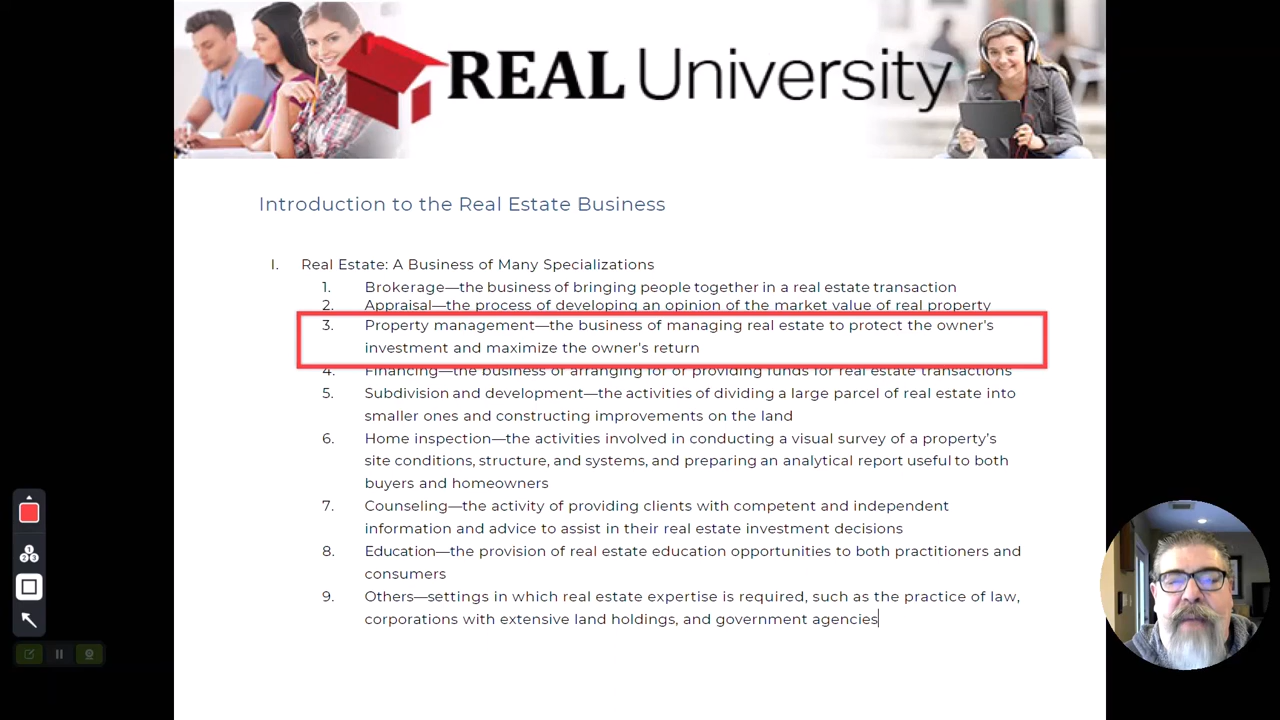 REAL University
Introduction to the Real Estate Business
I. Real Estate: A Business of Many Specializations
1. Brokerage—the business of bringing people together in a real estate transaction
2. Appraisal—the process of developing an opinion of the market value of real property
3. Property management—the business of managing real estate to protect the owner's
investment and maximize the owner's return
4. Financing—the business of arranging for or providing funds for real estate transactions
5. Subdivision and development—the activities of dividing a large parcel of real estate into
smaller ones and constructing improvements on the land
6. Home inspection—the activities involved in conducting a visual survey of a property’s
site conditions, structure, and systems, and preparing an analytical report useful to both
buyers and homeowners
7. Counseling—the activity of providing clients with competent and independent
information and advice to assist in their real estate investment decisions
8. Education—the provision of real estate education opportunities to both practitioners and
consumers
9. Others—settings in which real estate expertise is required, such as the practice of law,
corporations with extensive land holdings, and government agencies